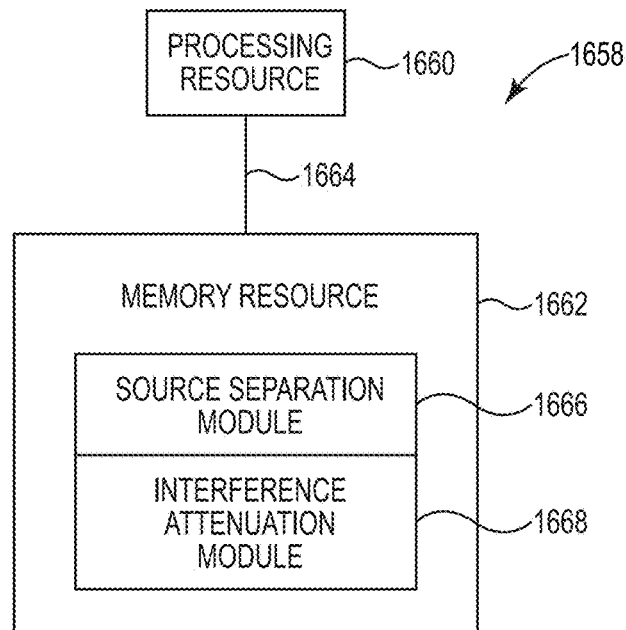 PROCESSING
RESOURCE
1660
1658
1664
MEMORY RESOURCE
1662
SOURCE SEPARATION
MODULE
1666
INTERFERENCE
ATTENUATION
MODULE
1668